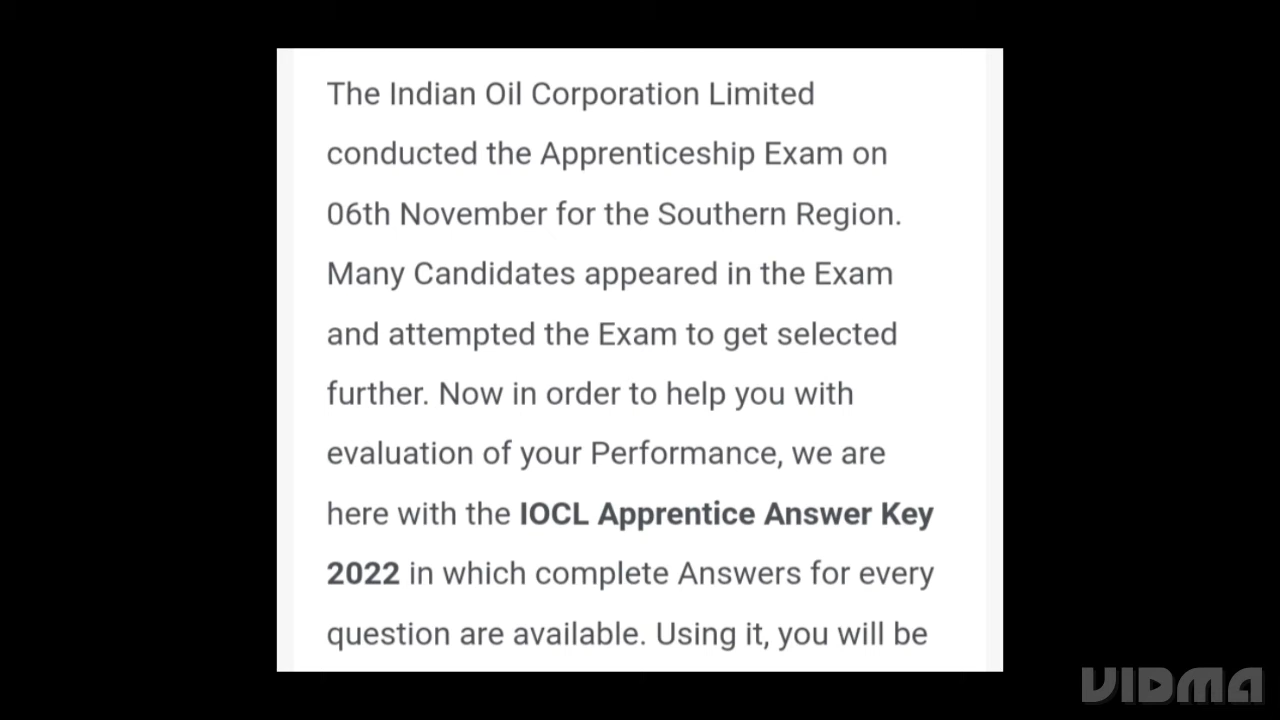 The Indian Oil Corporation Limited
conducted the Apprenticeship Exam on
06th November for the Southern Region.
Many Candidates appeared in the Exam
and attempted the Exam to get selected
further. Now in order to help you with
evaluation of your Performance, we are
here with the IOCL Apprentice Answer Key
2022 in which complete Answers for every
question are available. Using it, you will be
VIDMA